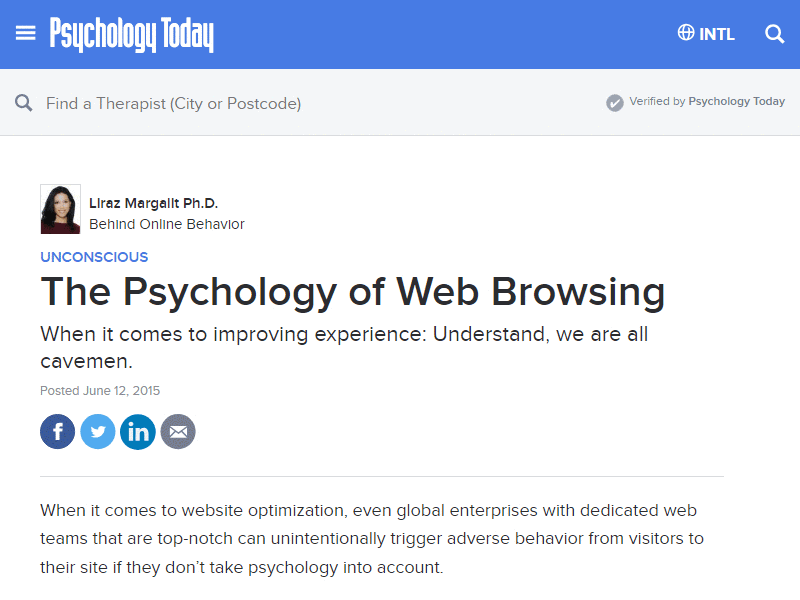 Psychology Today
INTL
Find a Therapist (City or Postcode)
Verified by Psychology Today
Liraz Margalit Ph.D.
Behind Online Behavior
UNCONSCIOUS
The Psychology of Web Browsing
When it comes to improving experience: Understand, we are all
cavemen.
Posted June 12, 2015
f
in
When it comes to website optimization, even global enterprises with dedicated web
teams that are top-notch can unintentionally trigger adverse behavior from visitors to
their site if they don’t take psychology into account.